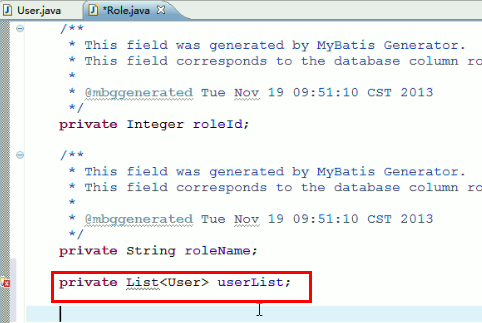 User.java *Role.java
/**
* This field was generated by MyBatis Generator.
* This field corresponds to the database column ro
*
* @mbggenerated Tue Nov 19 09:51:10 CST 2013
*/
private Integer roleId;
/**
* This field was generated by MyBatis Generator.
* This field corresponds to the database column ro
*
* @mbggenerated Tue Nov 19 09:51:10 CST 2013
*/
private String roleName;
private List<User> userList;